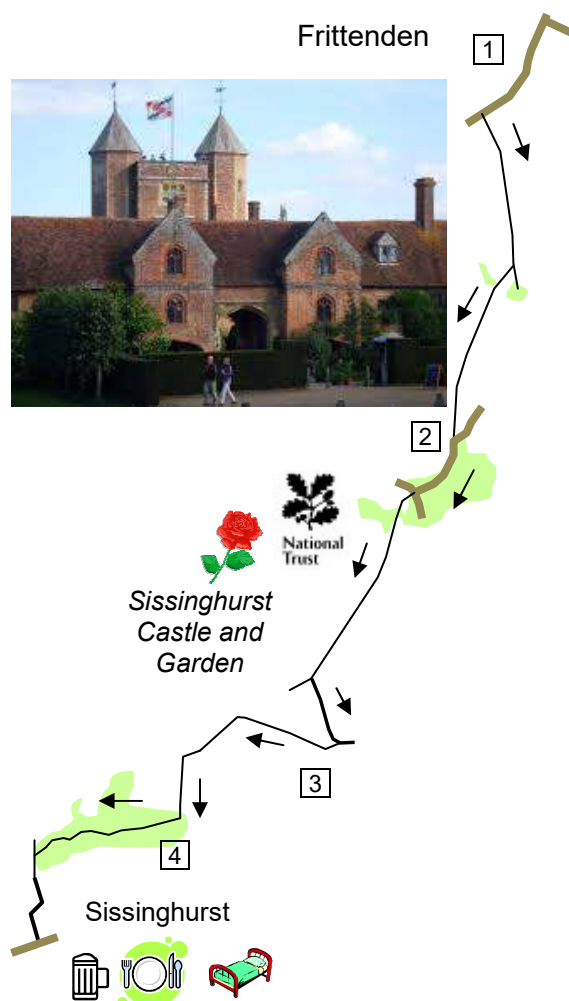 Frittenden
1
2
National
Trust
Sissinghurst
Castle and
Garden
3
4
Sissinghurst